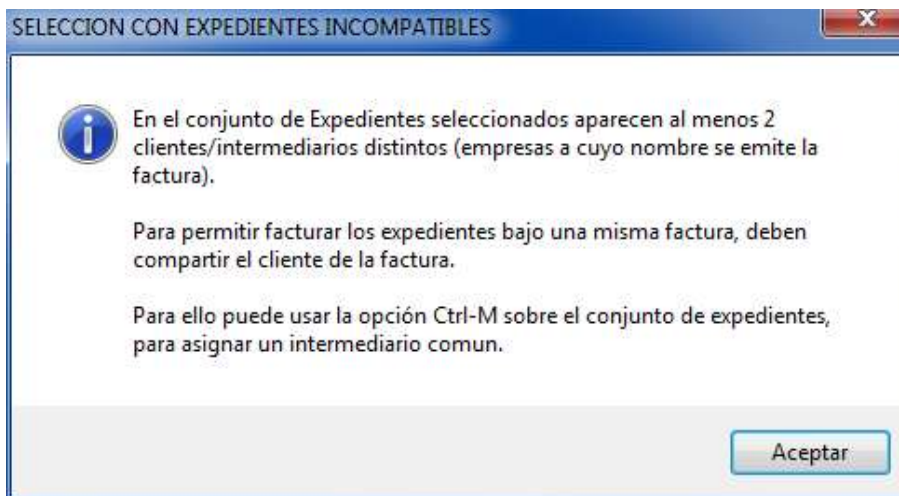 SELECCION CON EXPEDIENTES INCOMPATIBLES
En el conjunto de Expedientes seleccionados aparecen al menos 2
clientes/intermediarios distintos (empresas a cuyo nombre se emite la
factura).
Para permitir facturar los expedientes bajo una misma factura, deben
compartir el cliente de la factura.
Para ello puede usar la opción Ctrl-M sobre el conjunto de expedientes,
para asignar un intermediario comun.
Aceptar